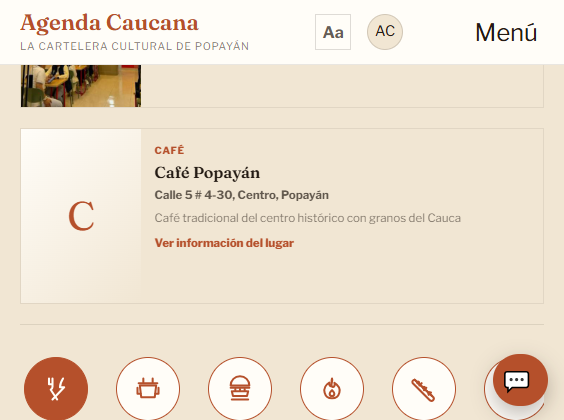 Agenda Caucana
LA CARTELERA CULTURAL DE POPAYÁN
Aa
AC
Menú
CAFÉ
C
Café Popayán
Calle 5 # 4-30, Centro, Popayán
Café tradicional del centro histórico con granos del Cauca
Ver información del lugar